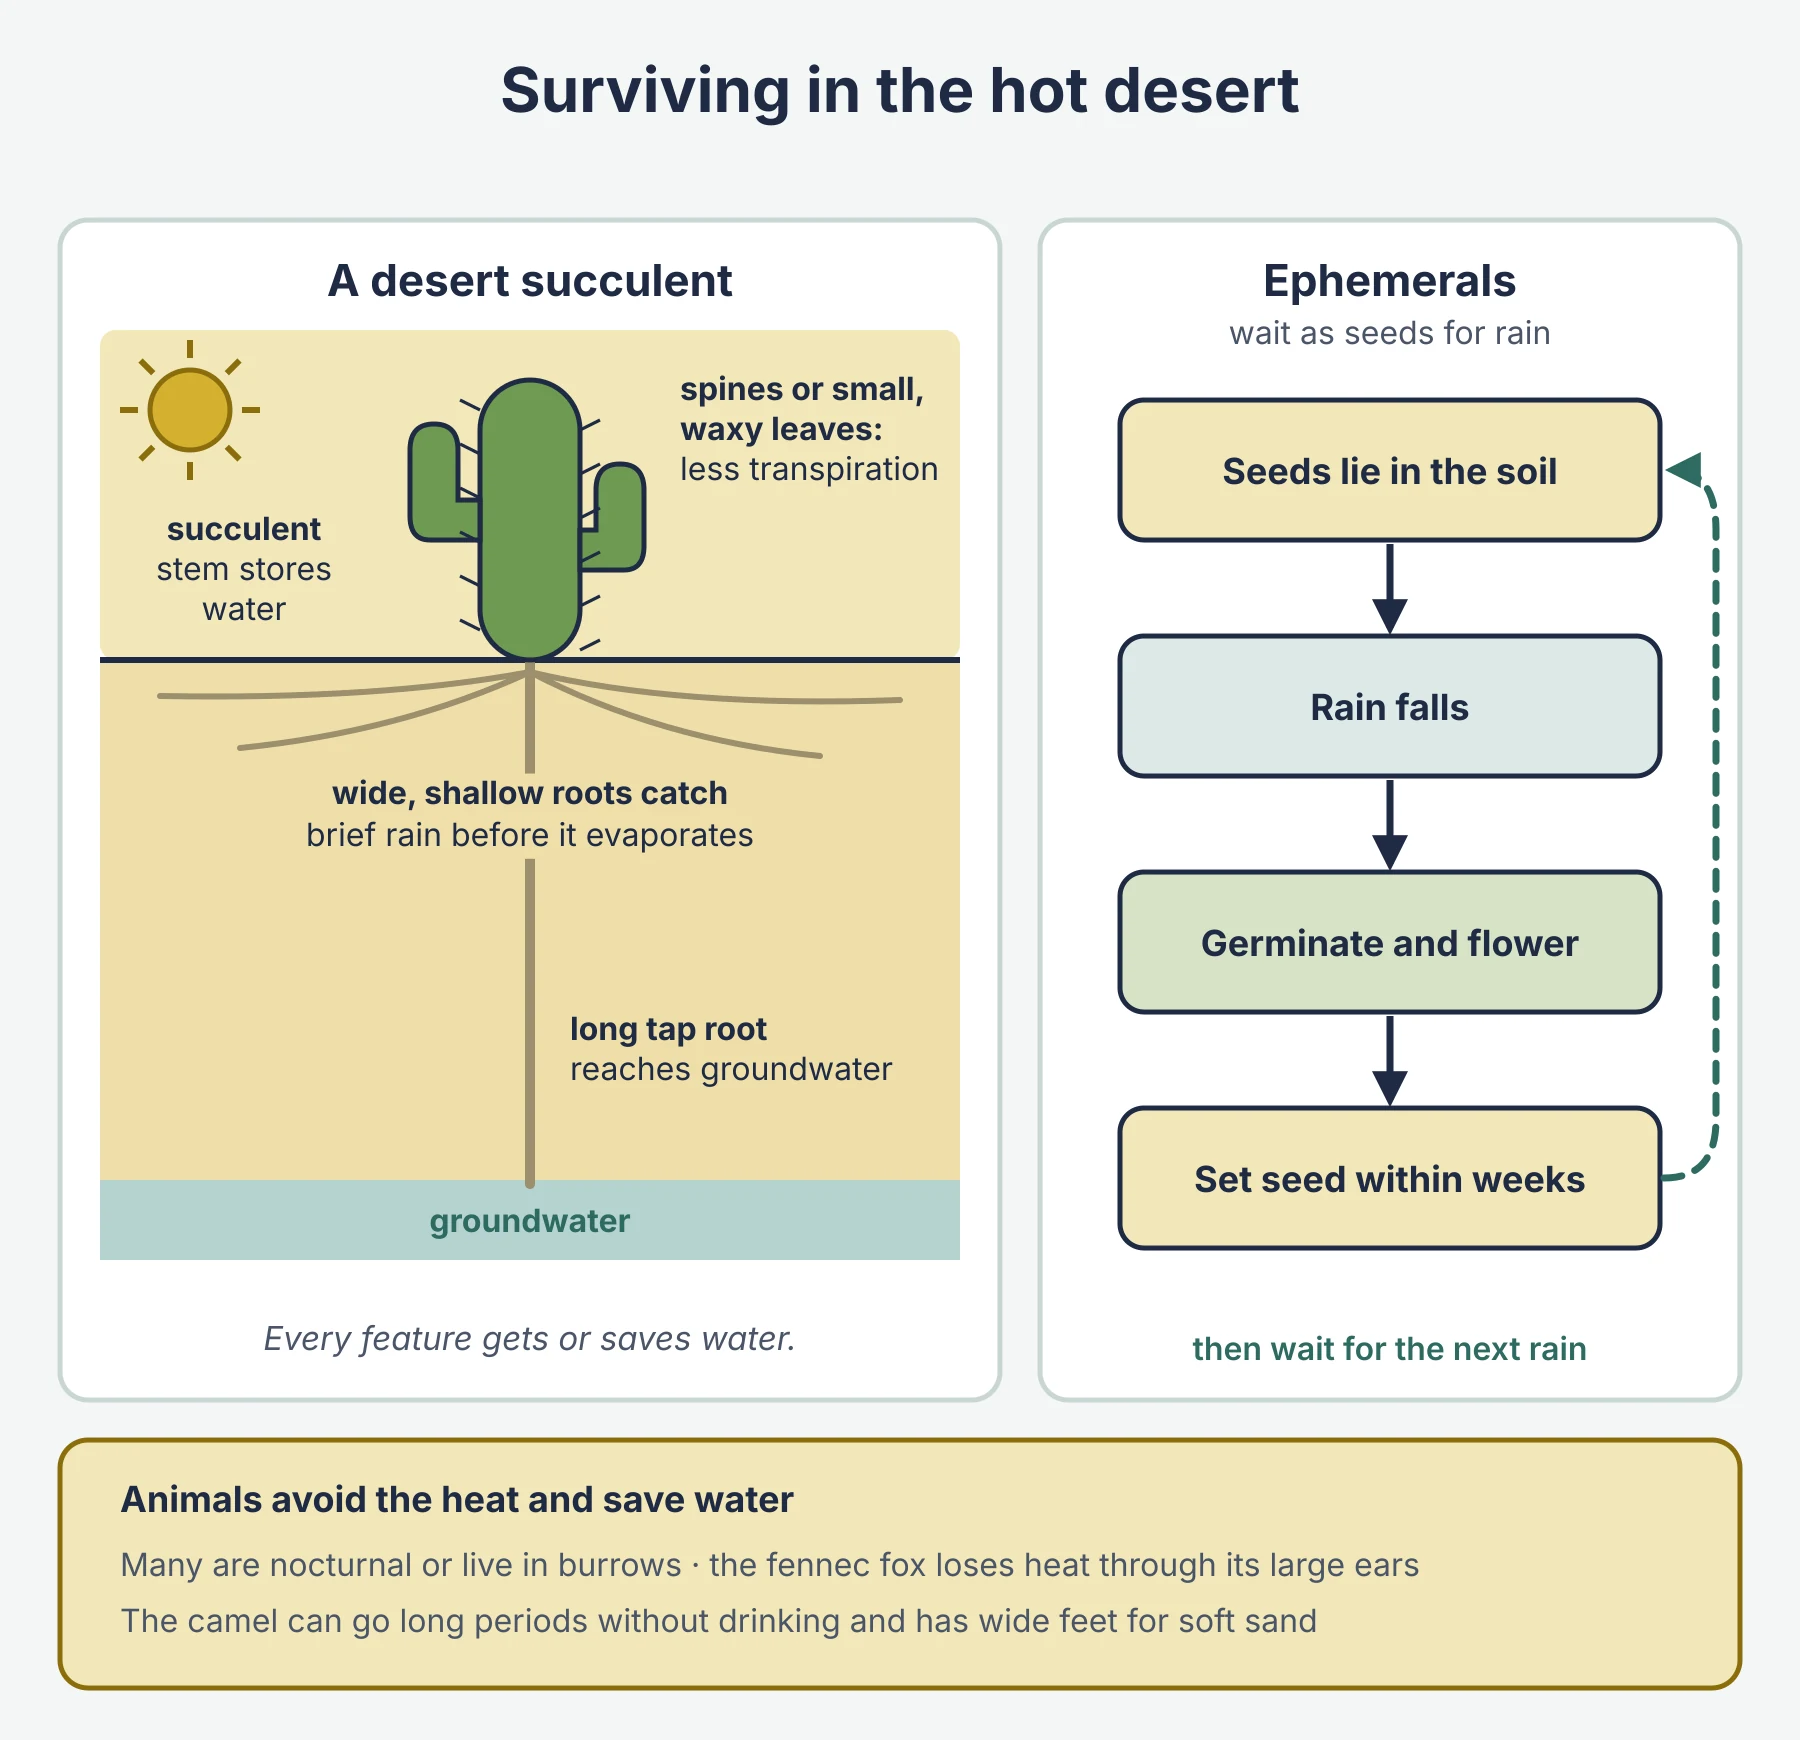 Surviving in the hot desert
A desert succulent
spines or small,
waxy leaves:
less transpiration
succulent
stem stores
water
wide, shallow roots catch
brief rain before it evaporates
long tap root
reaches groundwater
groundwater
Every feature gets or saves water.
Ephemerals
wait as seeds for rain
Seeds lie in the soil
Rain falls
Germinate and flower
Set seed within weeks
then wait for the next rain
Animals avoid the heat and save water
Many are nocturnal or live in burrows · the fennec fox loses heat through its large ears
The camel can go long periods without drinking and has wide feet for soft sand